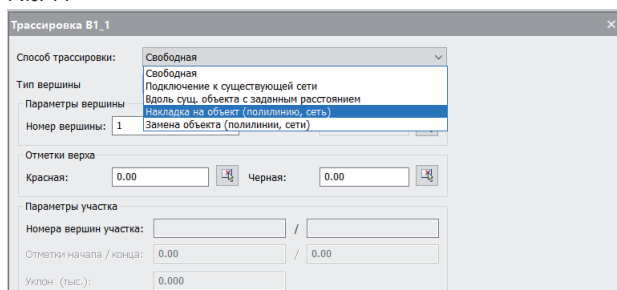 Трассировка В1_1
Способ трассировки: Свободная
Свободная
Подключение к существующей сети
Тип вершины
Вдоль сущ. объекта с заданным расстоянием
Параметры вершины
Накладка на объект (полилинию, сеть)
Номер вершины: 1
Замена объекта (полилинии, сети)
Отметки верха
Красная: 0.00 Черная: 0.00
Параметры участка
Номера вершин участка: /
Отметки начала / конца: 0.00 / 0.00
Уклон (тыс.): 0.000